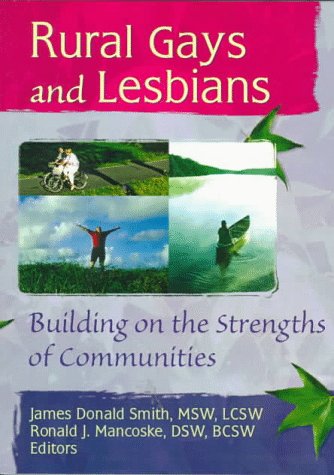 Rural Gays
and Lesbians
Building on the Strengths
of Communities
James Donald Smith, MSW, LCSW
Ronald J. Mancoske, DSW, BCSW
Editors